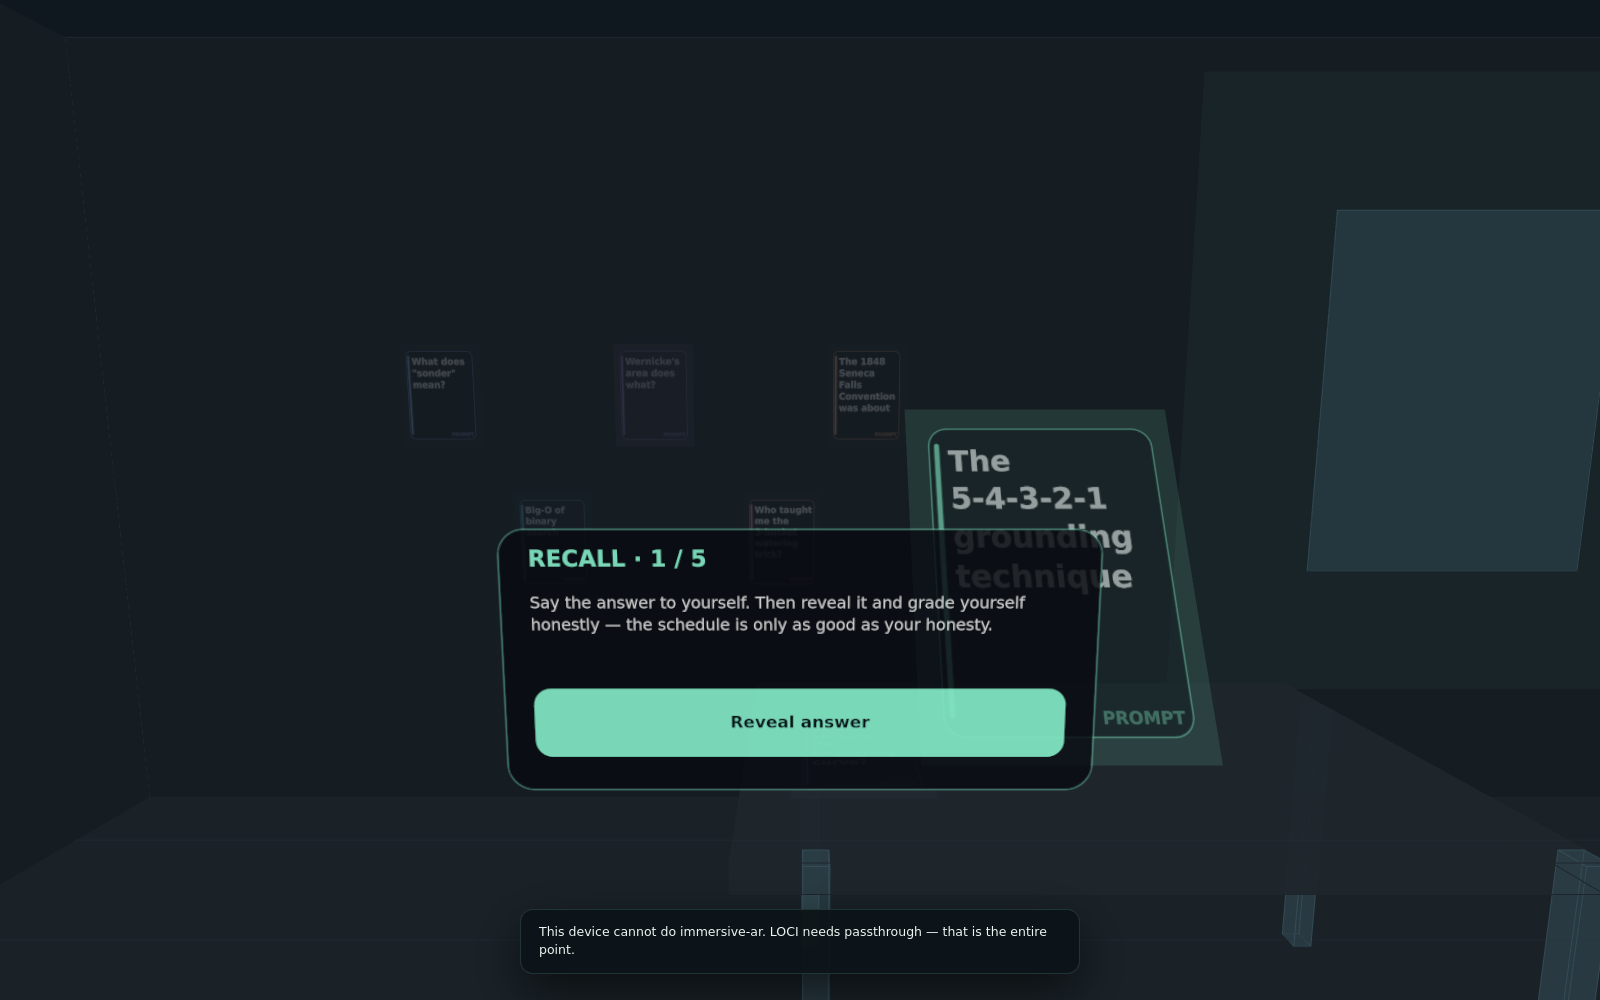 What does
"sonder"
mean?
Wernicke's
area does
what?
The 1848
Seneca
Falls
Convention
was about
PROMPT
Big-O of
binary
Who taught
me the
The
5-4-3-2-1
grounding
technique
PROMPT
RECALL · 1 / 5
Say the answer to yourself. Then reveal it and grade yourself
honestly — the schedule is only as good as your honesty.
Reveal answer
This device cannot do immersive-ar. LOCI needs passthrough — that is the entire
point.